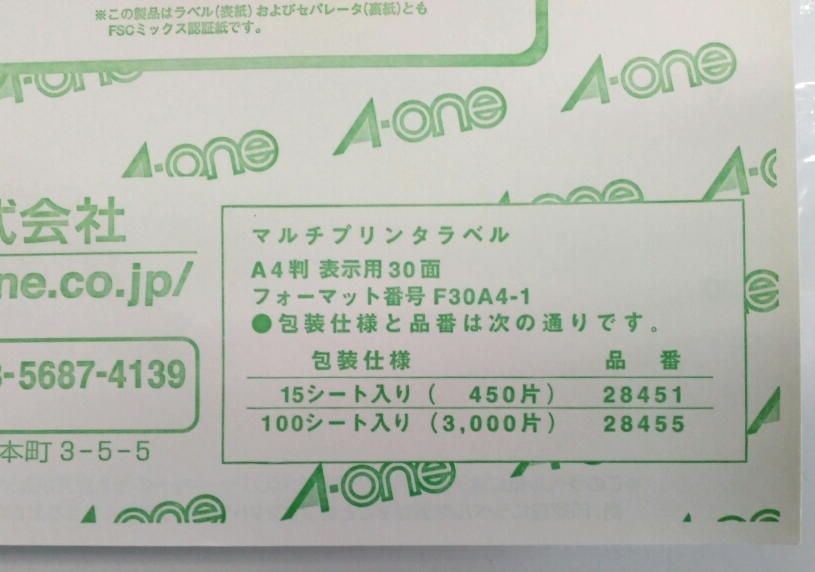 ※この製品はラベル(表紙)およびセパレータ(裏紙)とも
FSCミックス認証紙です。
A-one
A-one
A-one
A-one
式会社
ne.co.jp/
3-5687-4139
本町 3-5-5
マルチプリンタラベル
A4判 表示用30面
フォーマット番号 F30A4-1
●包装仕様と品番は次の通りです。
包装仕様 品 番
15シート入り ( 450片) 28451
100シート入り (3,000片) 28455
A-one
A-one